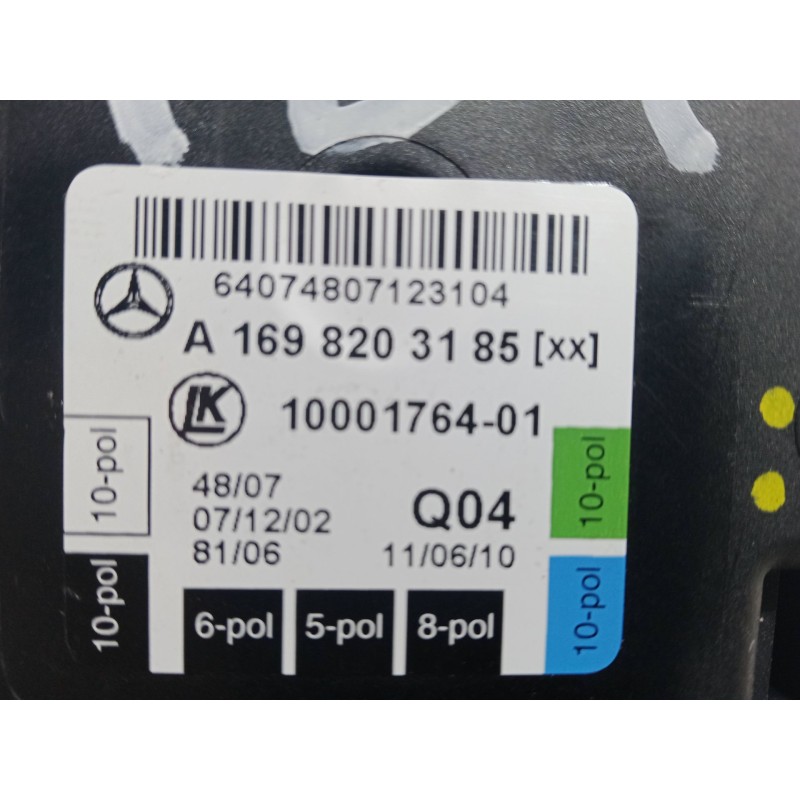 64074807123104
A 169 820 31 85 [xx]
LK 10001764-01
48/07
07/12/02
81/06
Q04
11/06/10
10-pol
10-pol
6-pol
5-pol
8-pol
10-pol
10-pol